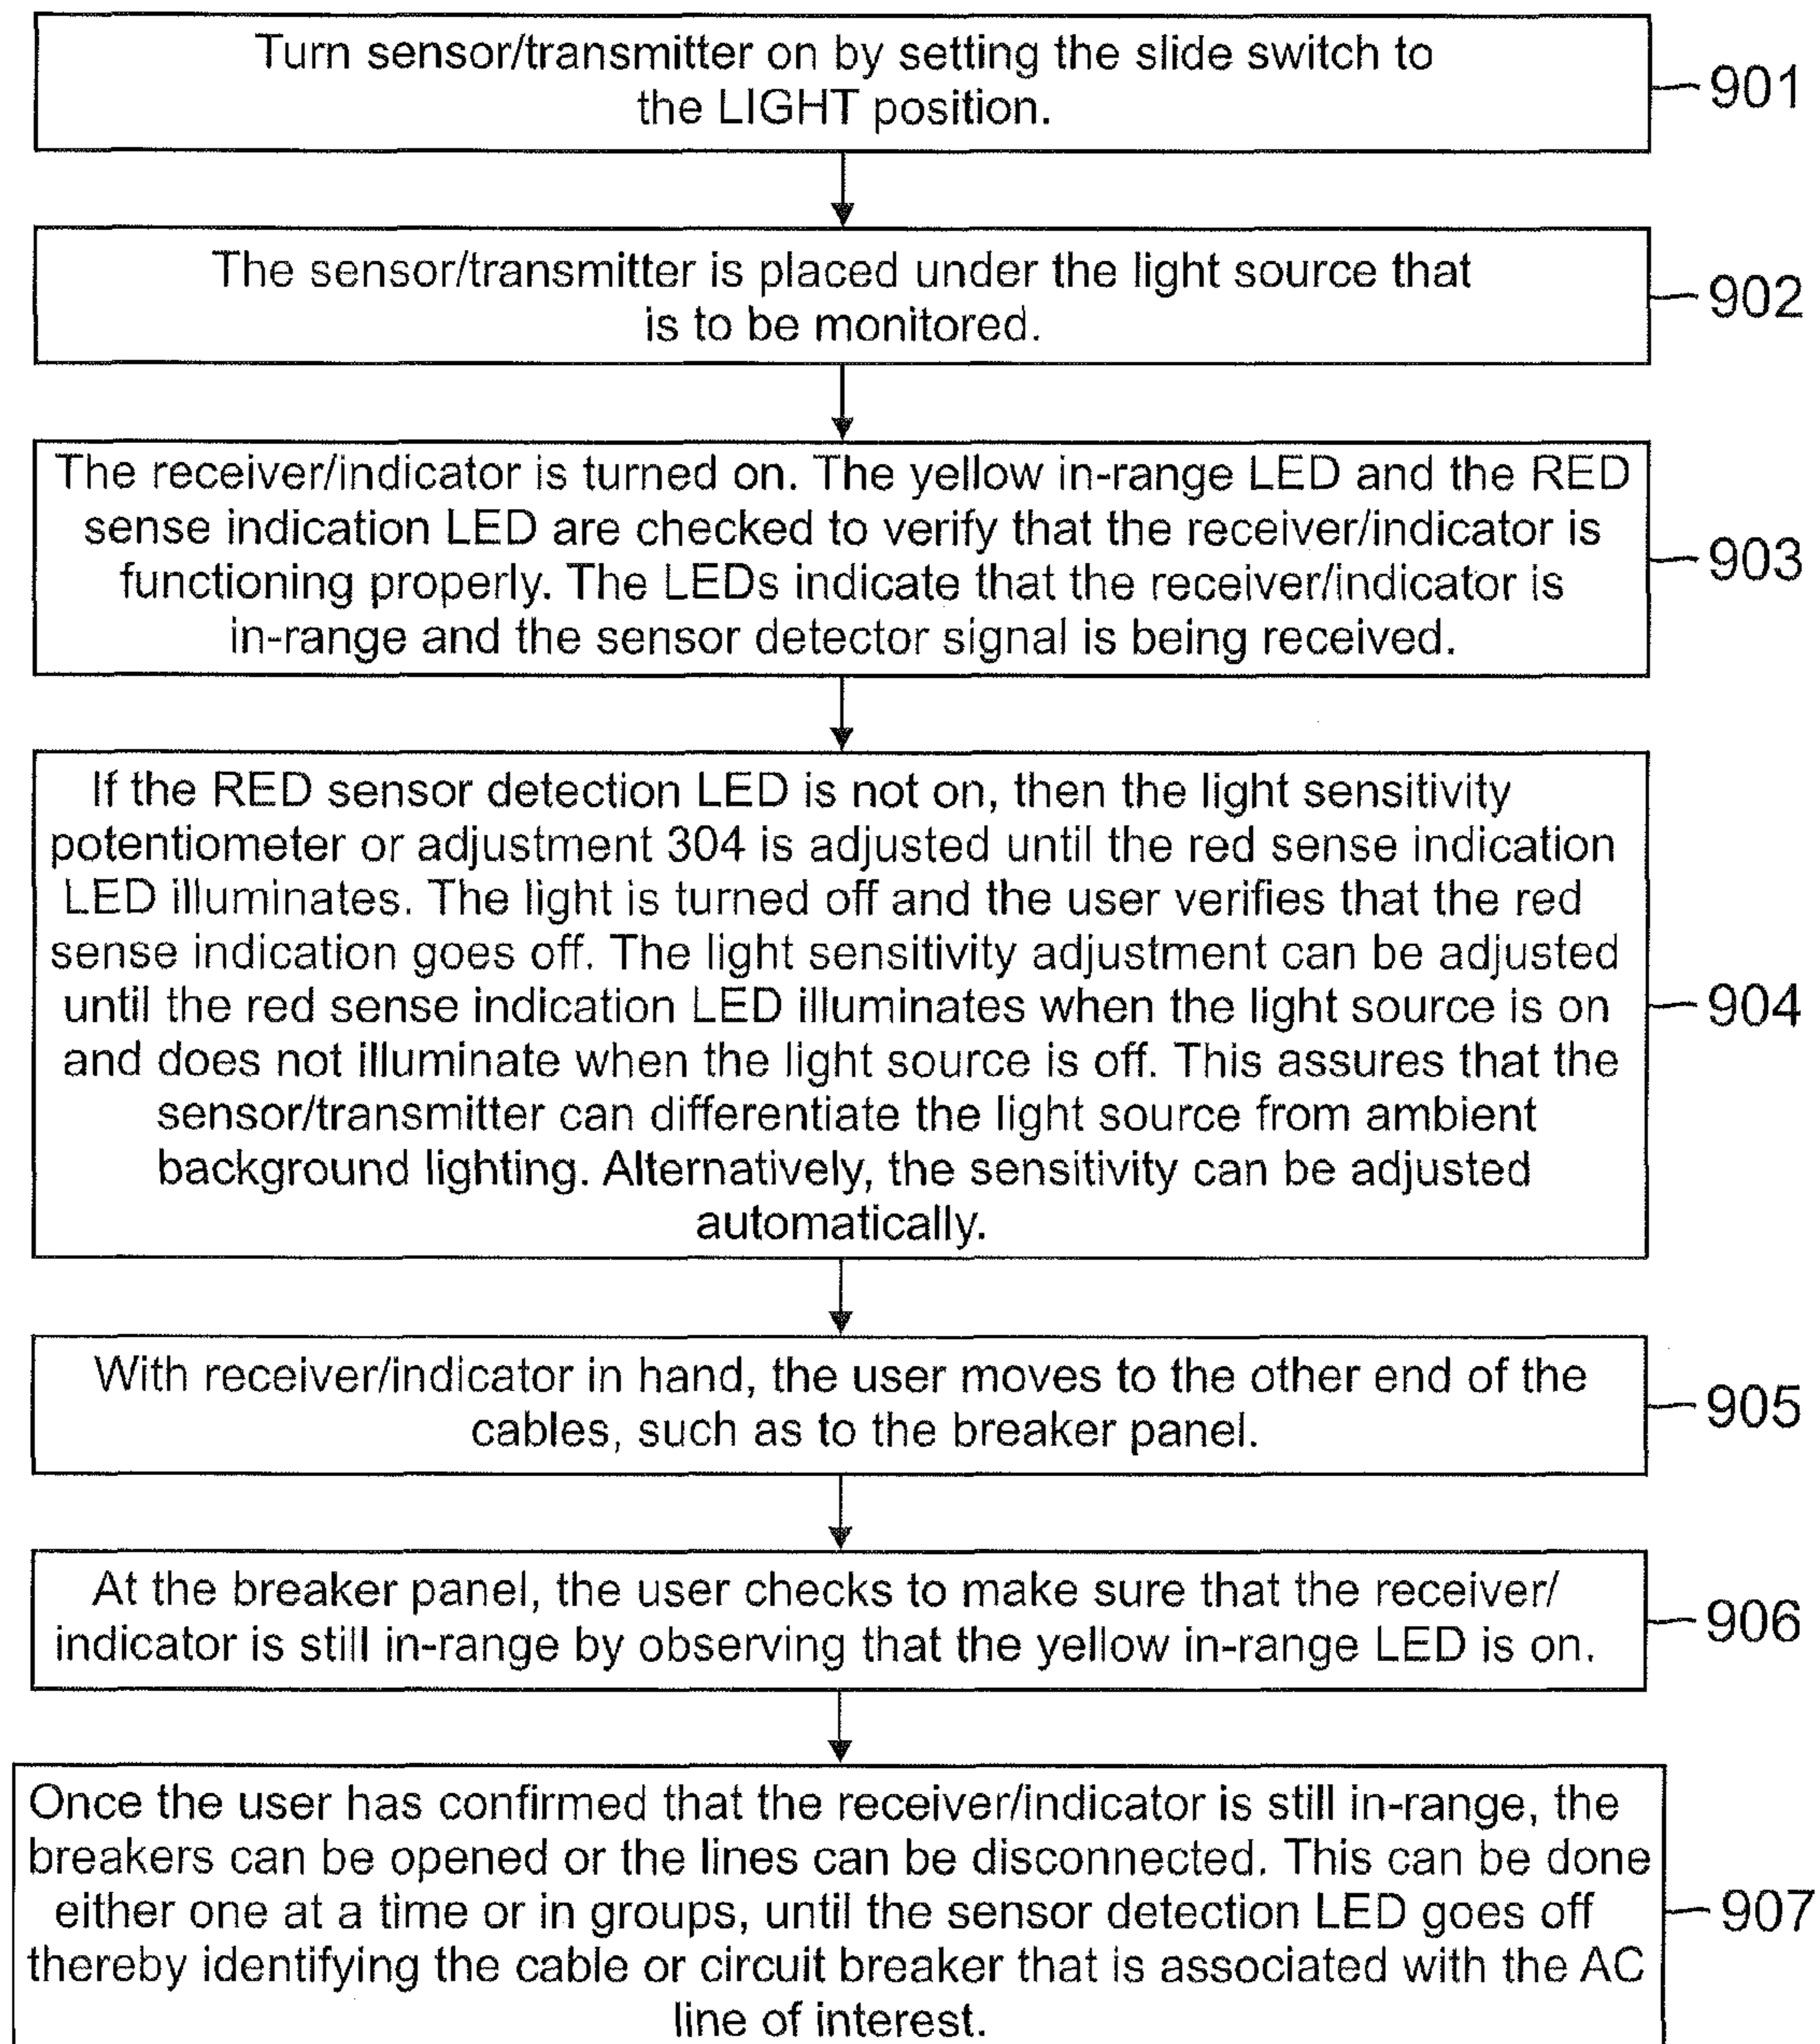 Turn sensor/transmitter on by setting the slide switch to
the LIGHT position.
901
The sensor/transmitter is placed under the light source that
is to be monitored.
902
The receiver/indicator is turned on. The yellow in-range LED and the RED
sense indication LED are checked to verify that the receiver/indicator is
functioning properly. The LEDs indicate that the receiver/indicator is
in-range and the sensor detector signal is being received.
903
If the RED sensor detection LED is not on, then the light sensitivity
potentiometer or adjustment 304 is adjusted until the red sense indication
LED illuminates. The light is turned off and the user verifies that the red
sense indication goes off. The light sensitivity adjustment can be adjusted
until the red sense indication LED illuminates when the light source is on
and does not illuminate when the light source is off. This assures that the
sensor/transmitter can differentiate the light source from ambient
background lighting. Alternatively, the sensitivity can be adjusted
automatically.
904
With receiver/indicator in hand, the user moves to the other end of the
cables, such as to the breaker panel.
905
At the breaker panel, the user checks to make sure that the receiver/
indicator is still in-range by observing that the yellow in-range LED is on.
906
Once the user has confirmed that the receiver/indicator is still in-range, the
breakers can be opened or the lines can be disconnected. This can be done
either one at a time or in groups, until the sensor detection LED goes off
thereby identifying the cable or circuit breaker that is associated with the AC
line of interest.
907